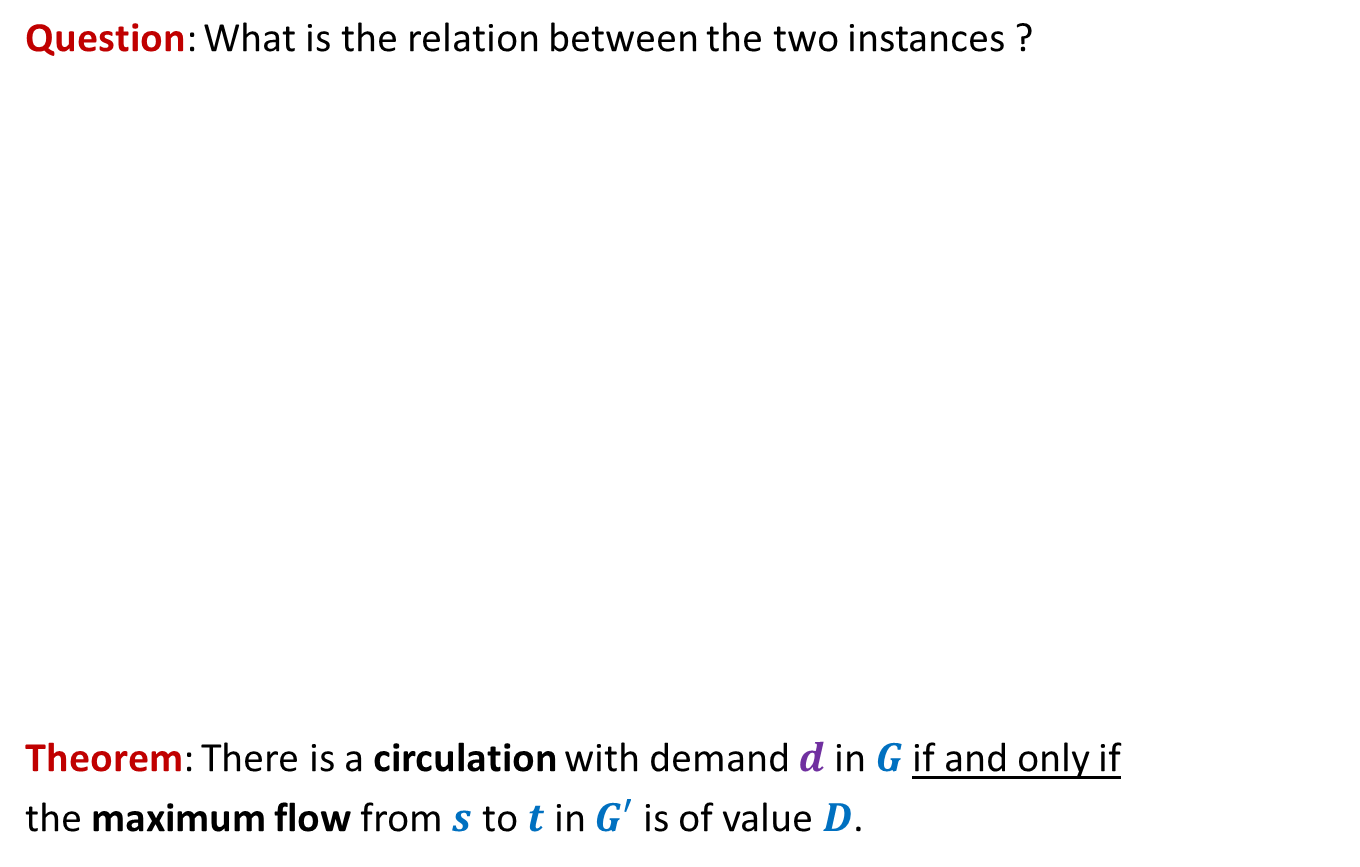 Question: What is the relation between the two instances ?
Theorem: There is a circulation with demand d in G if and only if
the maximum flow from s to t in G′ is of value D.